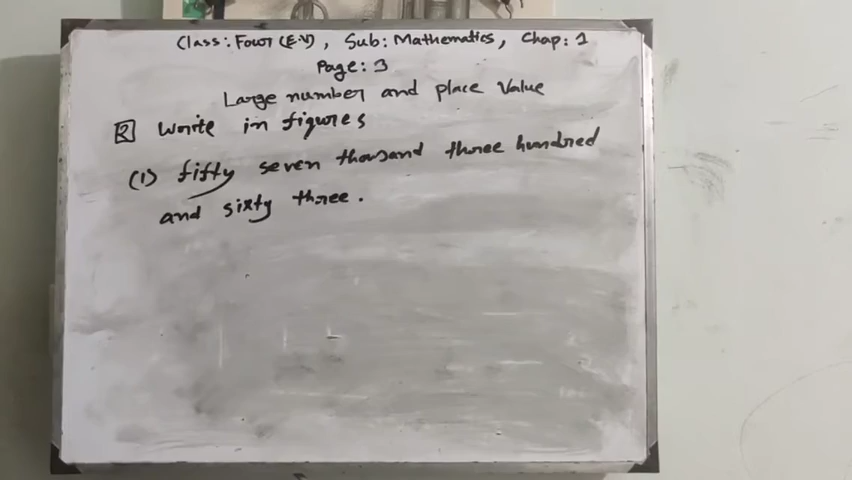 Class: Four (E.V), Sub: Mathematics, Chap: 1
Page: 3
Large number and place value
2 Write in figures
(1) fifty seven thousand three hundred
and sixty three.